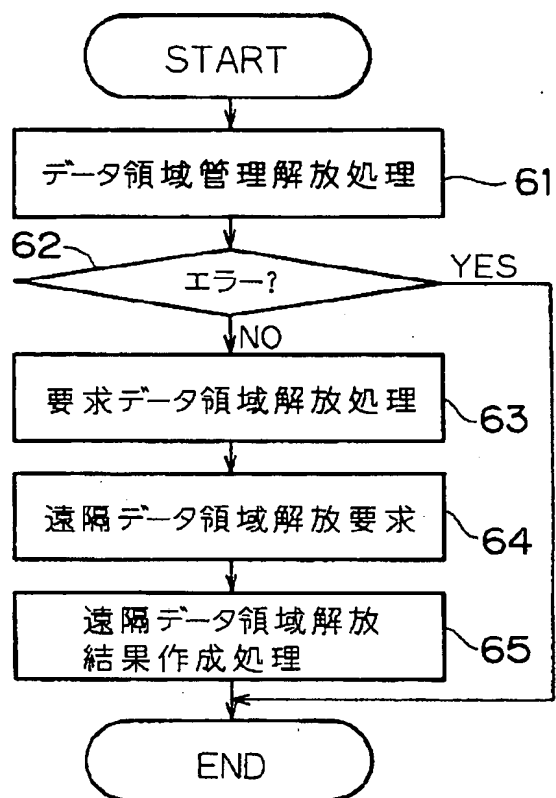 START
データ領域管理解放処理
61
62
エラー?
YES
NO
要求データ領域解放処理
63
遠隔データ領域解放要求
64
遠隔データ領域解放
結果作成処理
65
END